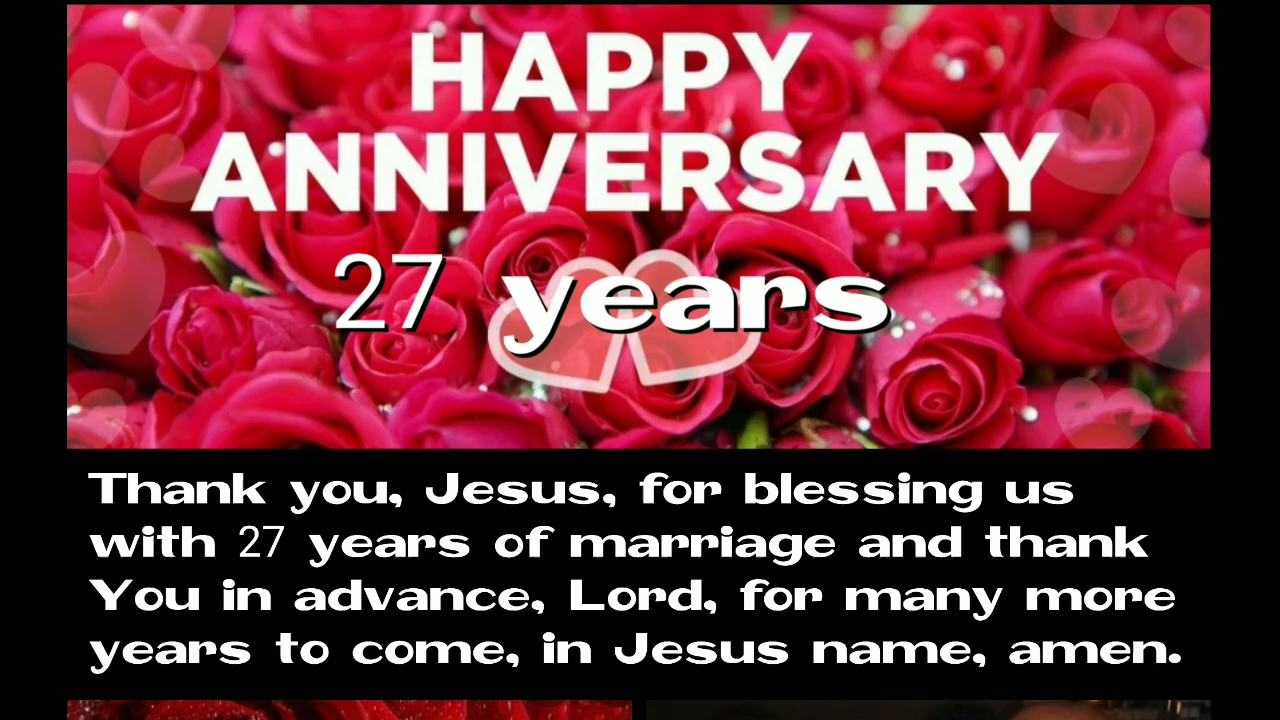 HAPPY
ANNIVERSARY
27 years
Thank you, Jesus, for blessing us
with 27 years of marriage and thank
You in advance, Lord, for many more
years to come, in Jesus name, amen.